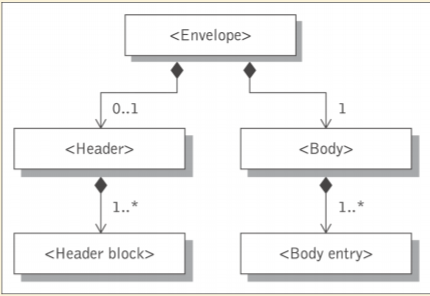 <Envelope>
0..1
1
<Header>
<Body>
1..*
1..*
<Header block>
<Body entry>